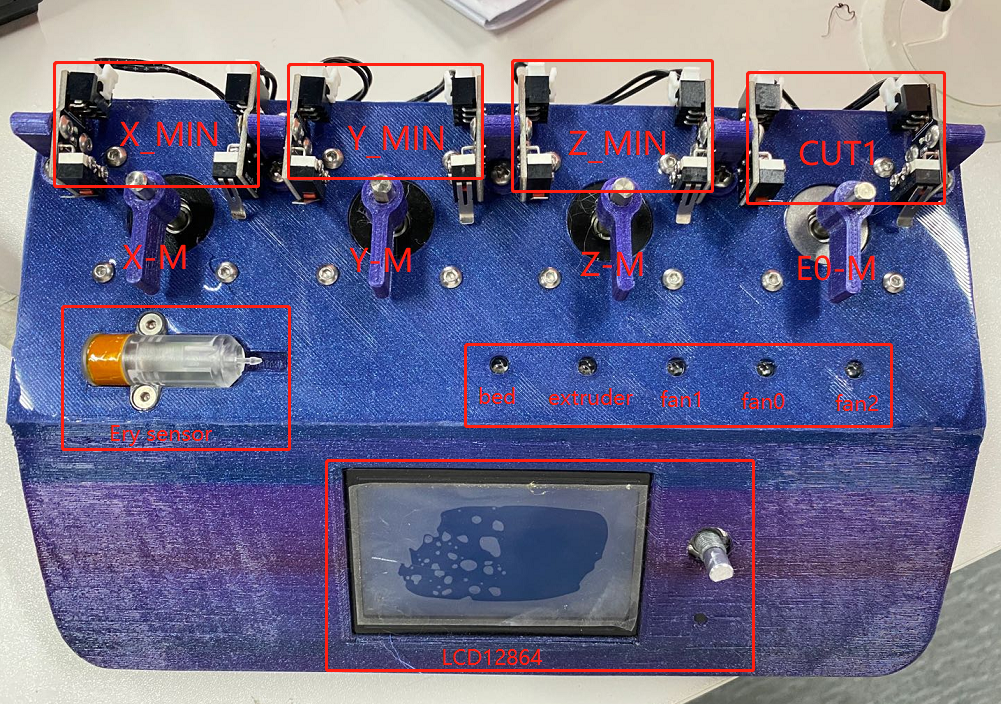 X_MIN
Y_MIN
Z_MIN
CUT1
X-M
Y-M
Z-M
E0-M
bed
extruder
fan1
fan0
fan2
Ery sensor
LCD12864